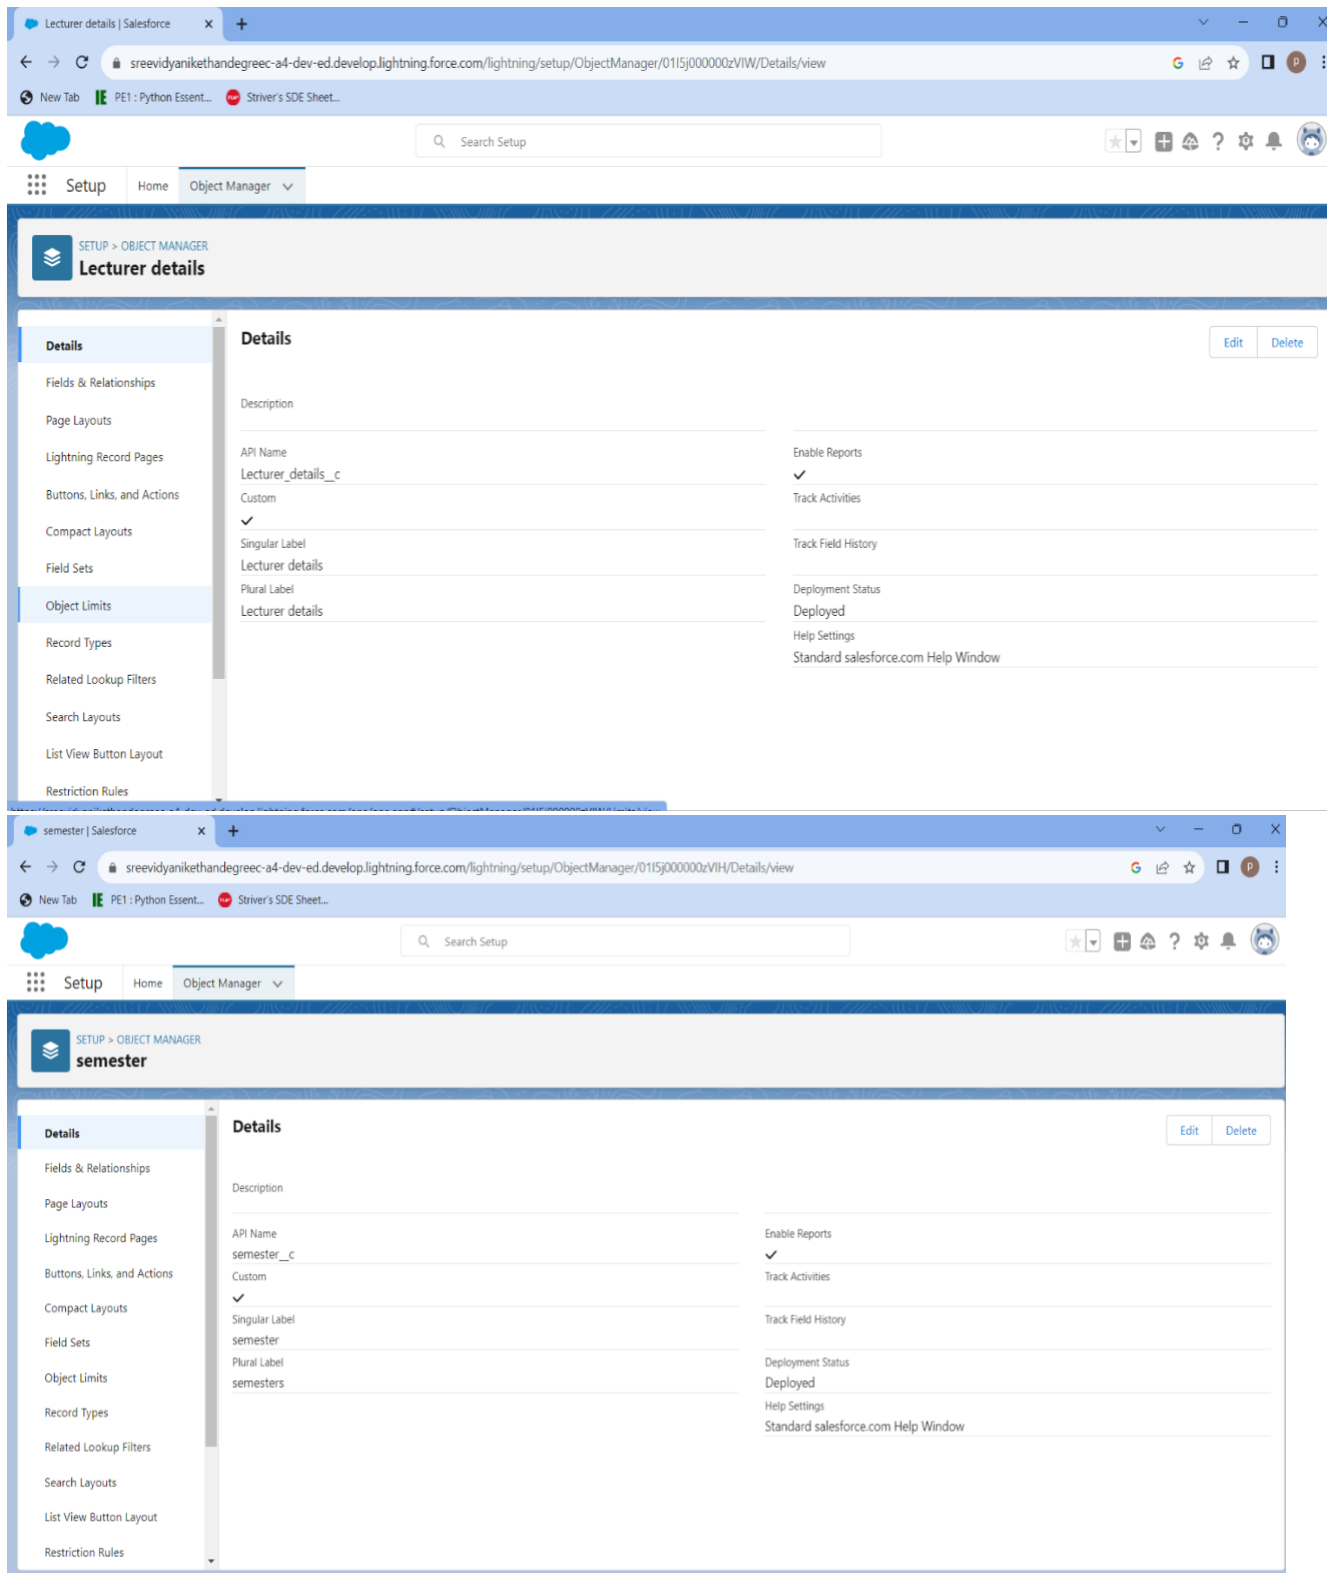 Lecturer details | Salesforce
sreevidyanikethandegreec-a4-dev-ed.develop.lightning.force.com/lightning/setup/ObjectManager/01I5j000000zVlW/Details/view
New Tab PE1 : Python Essent... Striver's SDE Sheet...
Search Setup
Setup Home Object Manager
SETUP > OBJECT MANAGER
Lecturer details
Details
Fields & Relationships
Page Layouts
Lightning Record Pages
Buttons, Links, and Actions
Compact Layouts
Field Sets
Object Limits
Record Types
Related Lookup Filters
Search Layouts
List View Button Layout
Restriction Rules
Details
Edit Delete
Description
API Name
Lecturer_details__c
Custom
Singular Label
Lecturer details
Plural Label
Lecturer details
Enable Reports
Track Activities
Track Field History
Deployment Status
Deployed
Help Settings
Standard salesforce.com Help Window
semester | Salesforce
sreevidyanikethandegreec-a4-dev-ed.develop.lightning.force.com/lightning/setup/ObjectManager/01I5j000000zVlH/Details/view
New Tab PE1 : Python Essent... Striver's SDE Sheet...
Search Setup
Setup Home Object Manager
SETUP > OBJECT MANAGER
semester
Details
Fields & Relationships
Page Layouts
Lightning Record Pages
Buttons, Links, and Actions
Compact Layouts
Field Sets
Object Limits
Record Types
Related Lookup Filters
Search Layouts
List View Button Layout
Restriction Rules
Details
Edit Delete
Description
API Name
semester__c
Custom
Singular Label
semester
Plural Label
semesters
Enable Reports
Track Activities
Track Field History
Deployment Status
Deployed
Help Settings
Standard salesforce.com Help Window